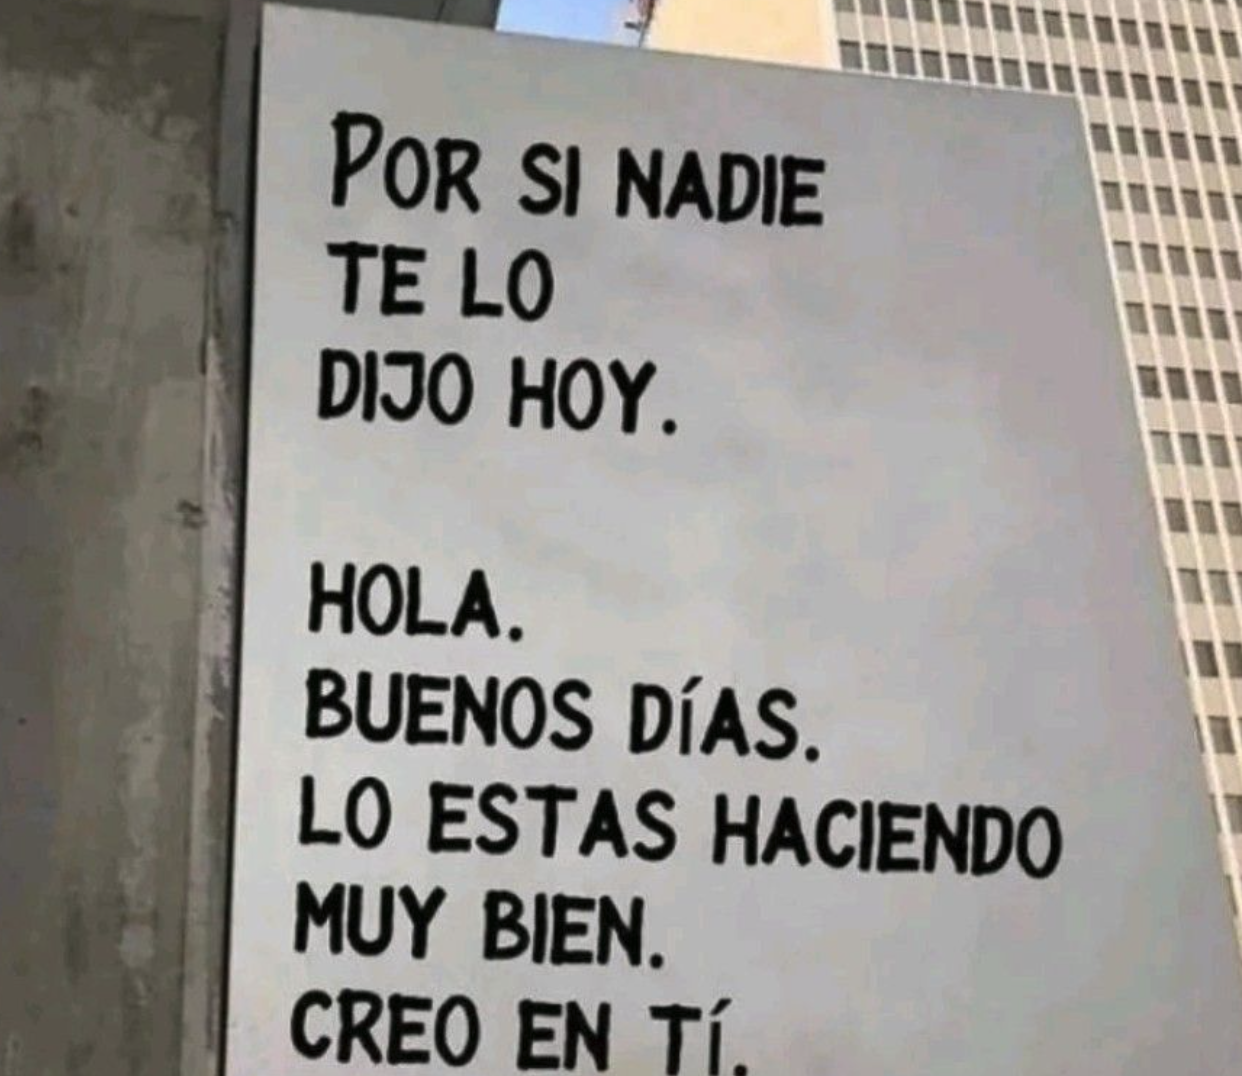 POR SI NADIE
TE LO
DIJO HOY.
HOLA.
BUENOS DÍAS.
LO ESTAS HACIENDO
MUY BIEN.
CREO EN TÍ.